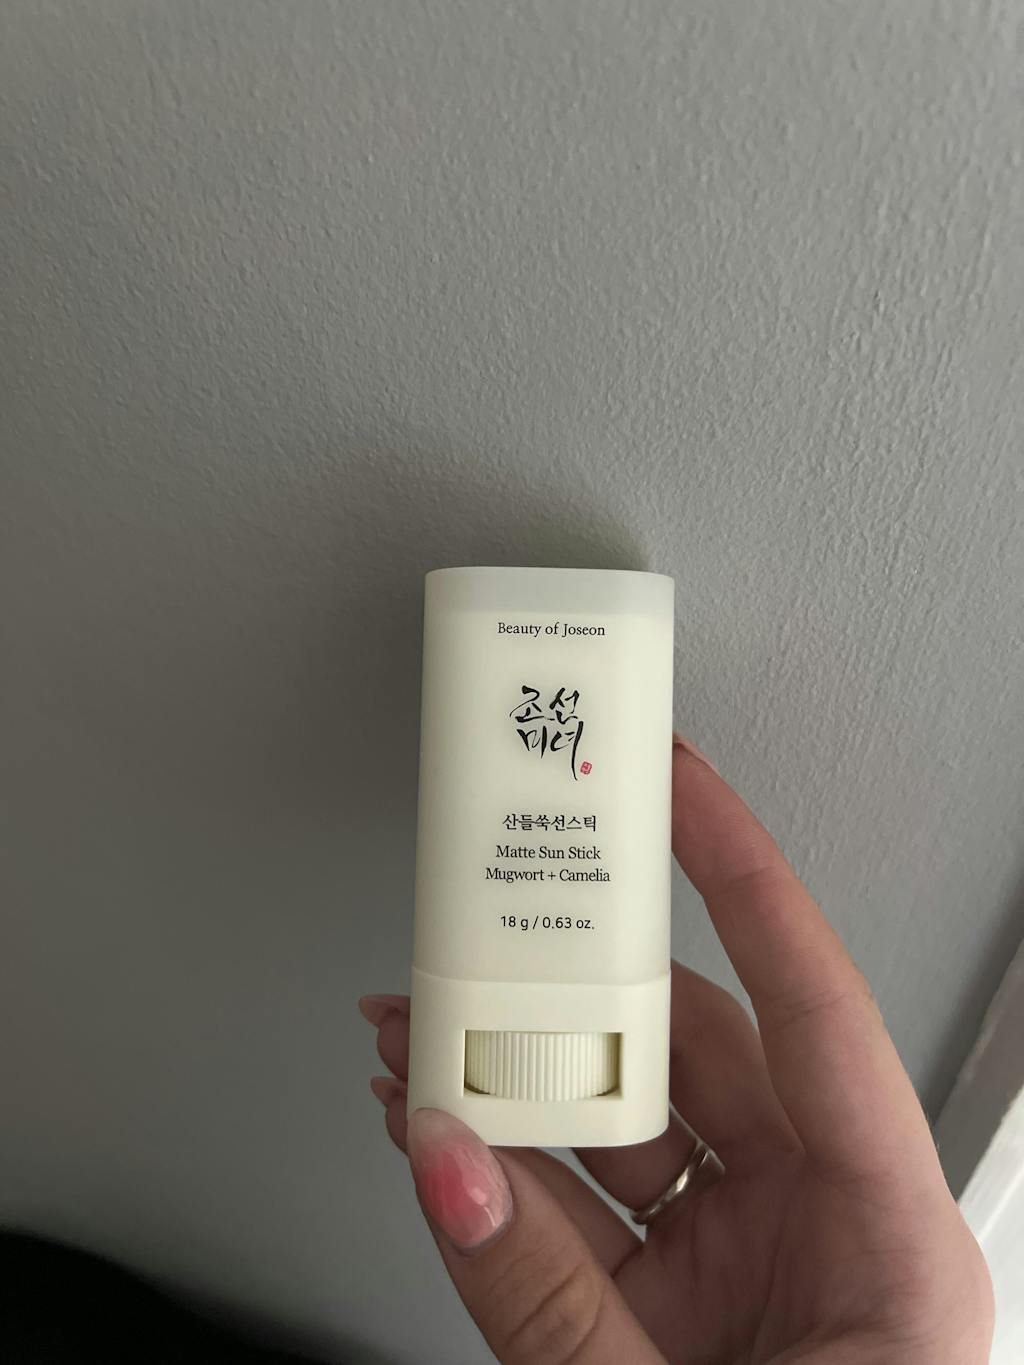 Beauty of Joseon
조선
미녀
산들쑥선스틱
Matte Sun Stick
Mugwort + Camelia
18 g / 0.63 oz.